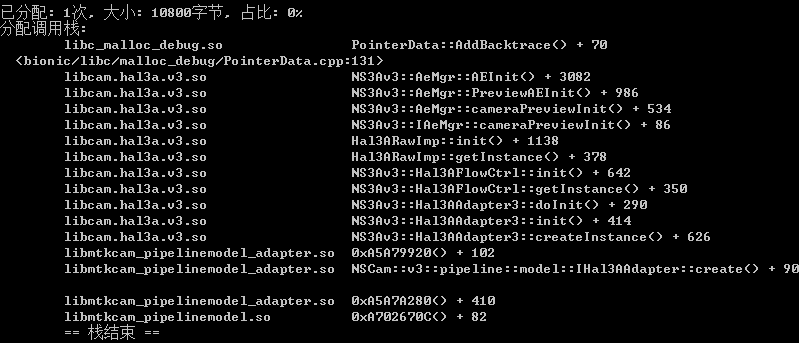 已分配: 1次, 大小: 10800字节, 占比: 0%
分配调用栈:
libc_malloc_debug.so PointerData::AddBacktrace() + 70
<bionic/libc/malloc_debug/PointerData.cpp:131>
libcam.hal3a.v3.so NS3Av3::AeMgr::AEInit() + 3082
libcam.hal3a.v3.so NS3Av3::AeMgr::PreviewAEInit() + 986
libcam.hal3a.v3.so NS3Av3::AeMgr::cameraPreviewInit() + 534
libcam.hal3a.v3.so NS3Av3::IAeMgr::cameraPreviewInit() + 86
libcam.hal3a.v3.so Hal3ARawImp::init() + 1138
libcam.hal3a.v3.so Hal3ARawImp::getInstance() + 378
libcam.hal3a.v3.so NS3Av3::Hal3AFlowCtrl::init() + 642
libcam.hal3a.v3.so NS3Av3::Hal3AFlowCtrl::getInstance() + 350
libcam.hal3a.v3.so NS3Av3::Hal3AAdapter3::doInit() + 290
libcam.hal3a.v3.so NS3Av3::Hal3AAdapter3::init() + 414
libcam.hal3a.v3.so NS3Av3::Hal3AAdapter3::createInstance() + 626
libmtkcam_pipelinemodel_adapter.so 0xA5A79920() + 102
libmtkcam_pipelinemodel_adapter.so NSCam::v3::pipeline::model::IHal3AAdapter::create() + 90
libmtkcam_pipelinemodel_adapter.so 0xA5A7A280() + 410
libmtkcam_pipelinemodel.so 0xA702670C() + 82
== 栈结束 ==